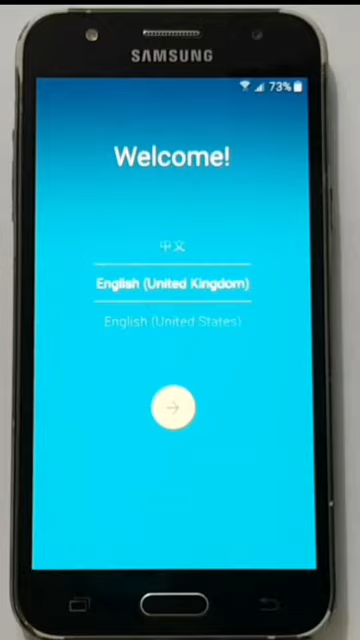 SAMSUNG
73%
Welcome!
中文
English (United Kingdom)
English (United States)